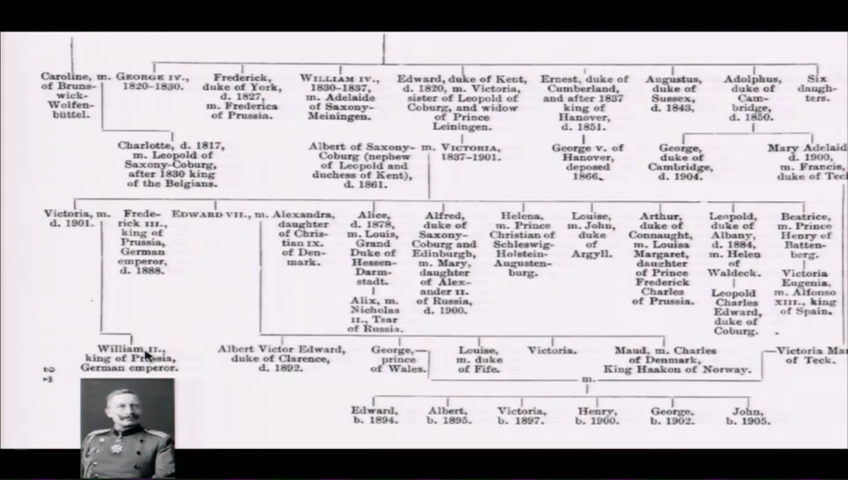 Caroline, m.
of Bruns-
wick-
Wolfen-
büttel.
GEORGE IV.,
1820-1830.
Frederick,
duke of York,
d. 1827,
m. Frederica
of Prussia.
WILLIAM IV.,
1830-1837,
m. Adelaide
of Saxony-
Meiningen.
Edward, duke of Kent,
d. 1820, m. Victoria,
sister of Leopold of
Coburg, and widow
of Prince
Leiningen.
Ernest, duke of
Cumberland,
and after 1837
king of
Hanover,
d. 1851.
Augustus,
duke of
Sussex,
d. 1843,
Adolphus,
duke of
Cam-
bridge,
d. 1850.
Six
daugh-
ters.
Charlotte, d. 1817,
m. Leopold of
Saxony-Coburg,
after 1830 king
of the Belgians.
Albert of Saxony-
Coburg (nephew
of Leopold and
duchess of Kent),
d. 1861.
m. VICTORIA,
1837-1901.
George v. of
Hanover,
deposed
1866.
George,
duke of
Cambridge,
d. 1904.
Mary Adelaid
d. 1900,
m. Francis,
duke of Teck
Victoria, m.
d. 1901.
Frede-
rick III.,
king of
Prussia,
German
emperor,
d. 1888.
EDWARD VII., m.
Alexandra,
daughter
of Chris-
tian IX.
of Den-
mark.
Alice,
d. 1878,
m. Louis,
Grand
Duke of
Hessen-
Darm-
stadt.
Alix, m.
Nicholas
II., Tsar
of Russia.
Alfred,
duke of
Saxony-
Coburg and
Edinburgh,
m. Mary,
daughter
of Alex-
ander II.
of Russia,
d. 1900.
Helena,
m. Prince
Christian of
Schleswig-
Holstein-
Augusten-
burg.
Louise,
m. John,
duke
of
Argyll.
Arthur,
duke of
Connaught,
m. Louisa
Margaret,
daughter
of Prince
Frederick
Charles
of Prussia.
Leopold,
duke of
Albany,
d. 1884,
m. Helen
of
Waldeck.
Leopold
Charles
Edward,
duke of
Coburg.
Beatrice,
m. Prince
Henry of
Batten-
berg.
Victoria
Eugenia,
m. Alfonso
XIII., king
of Spain.
William II.,
king of Prussia,
German emperor.
Albert Victor Edward,
duke of Clarence,
d. 1892.
George,
prince
of Wales.
Louise,
m. duke
of Fife.
Victoria.
Maud, m. Charles
of Denmark,
King Haakon of Norway.
Victoria Mar
of Teck.
m.
Edward,
b. 1894.
Albert,
b. 1895.
Victoria,
b. 1897.
Henry,
b. 1900.
George,
b. 1902.
John,
b. 1905.